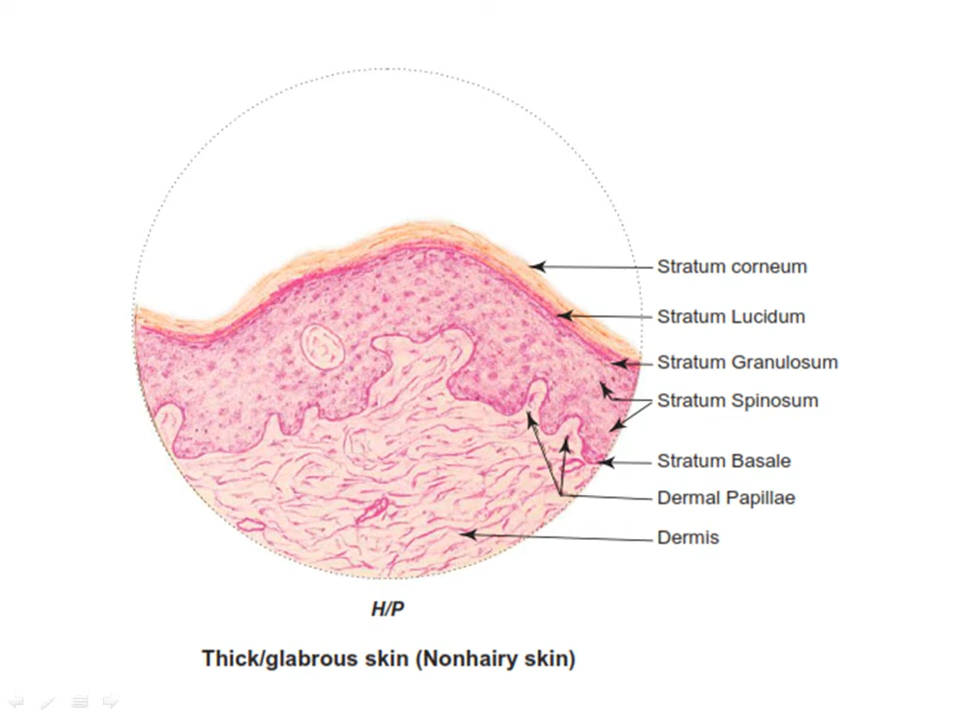 Stratum corneum
Stratum Lucidum
Stratum Granulosum
Stratum Spinosum
Stratum Basale
Dermal Papillae
Dermis
H/P
Thick/glabrous skin (Nonhairy skin)